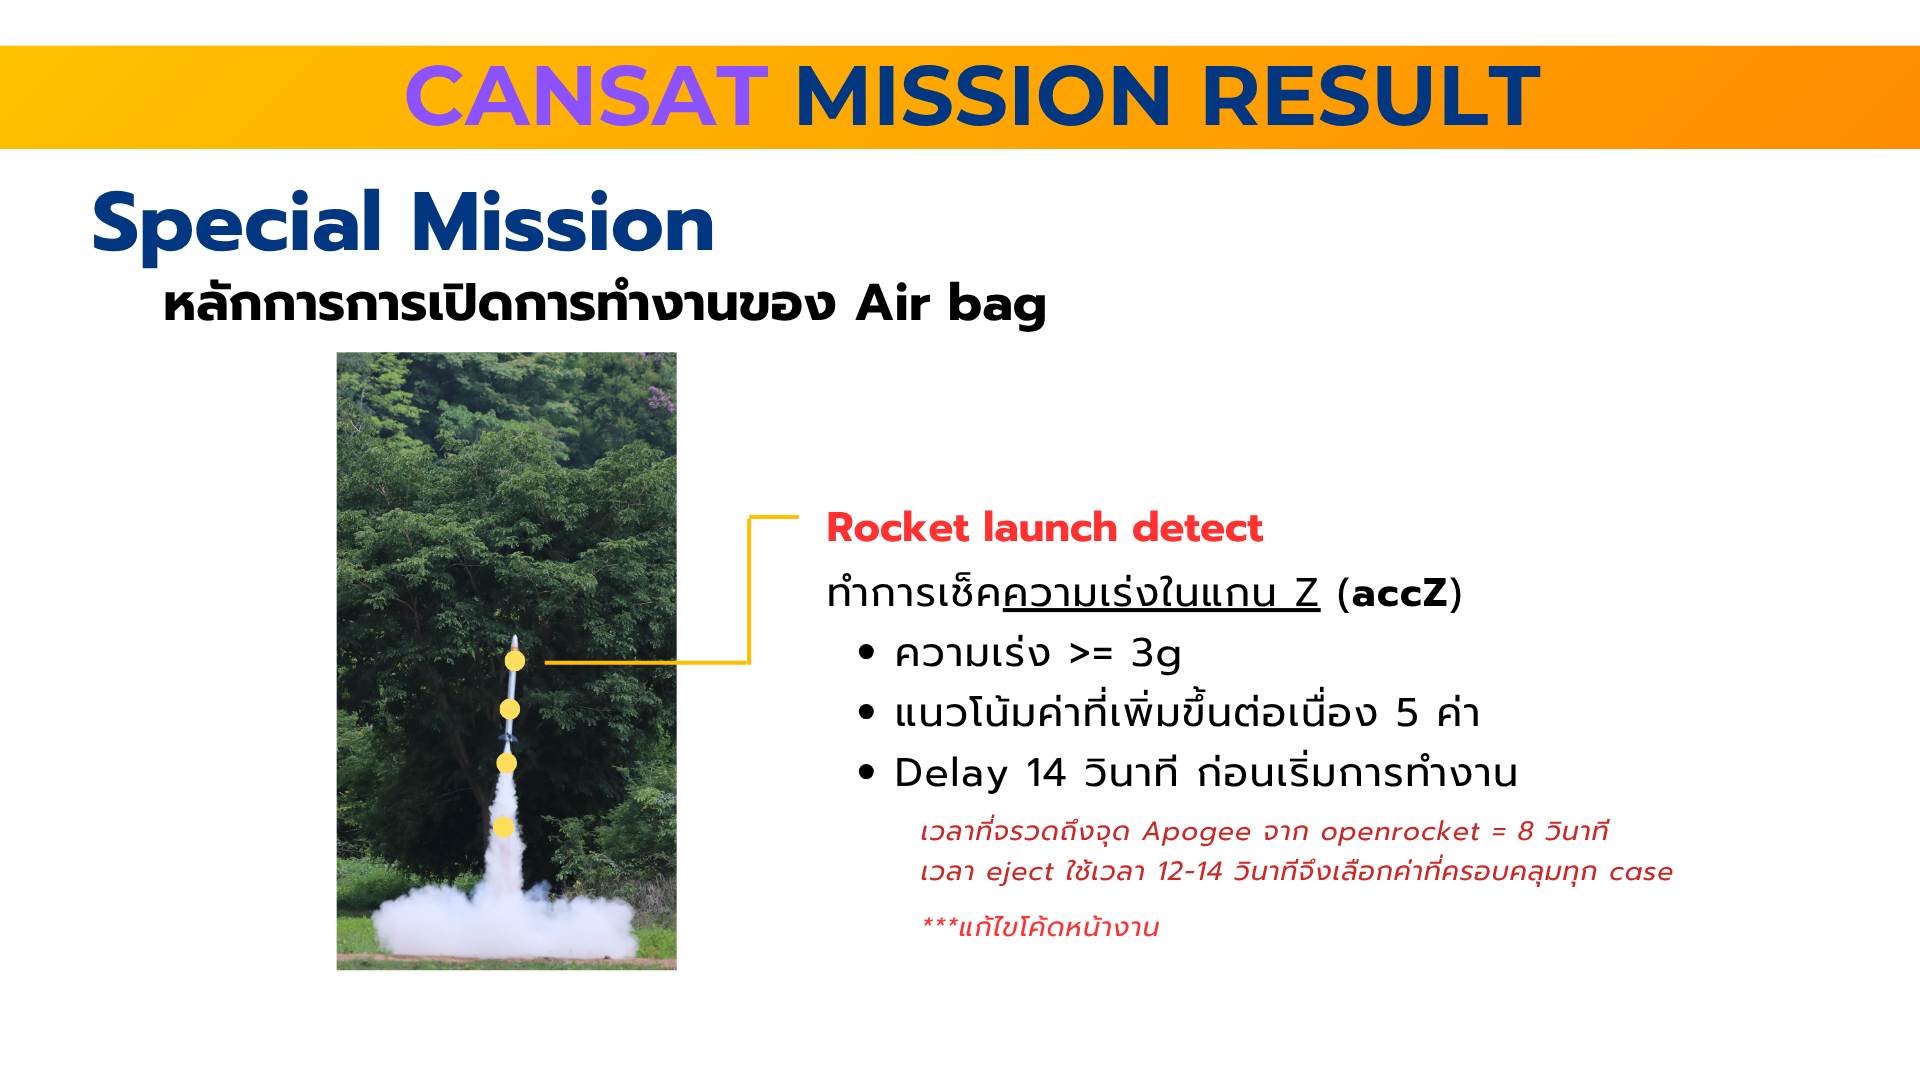 CANSAT MISSION RESULT
Special Mission
หลักการการเปิดการทำงานของ Air bag
Rocket launch detect
ทำการเช็คความเร่งในแกน Z (accZ)
• ความเร่ง >= 3g
• แนวโน้มค่าที่เพิ่มขึ้นต่อเนื่อง 5 ค่า
• Delay 14 วินาที ก่อนเริ่มการทำงาน
เวลาที่จรวดถึงจุด Apogee จาก openrocket = 8 วินาที
เวลา eject ใช้เวลา 12-14 วินาทีจึงเลือกค่าที่ครอบคลุมทุก case
***แก้ไขโค้ดหน้างาน